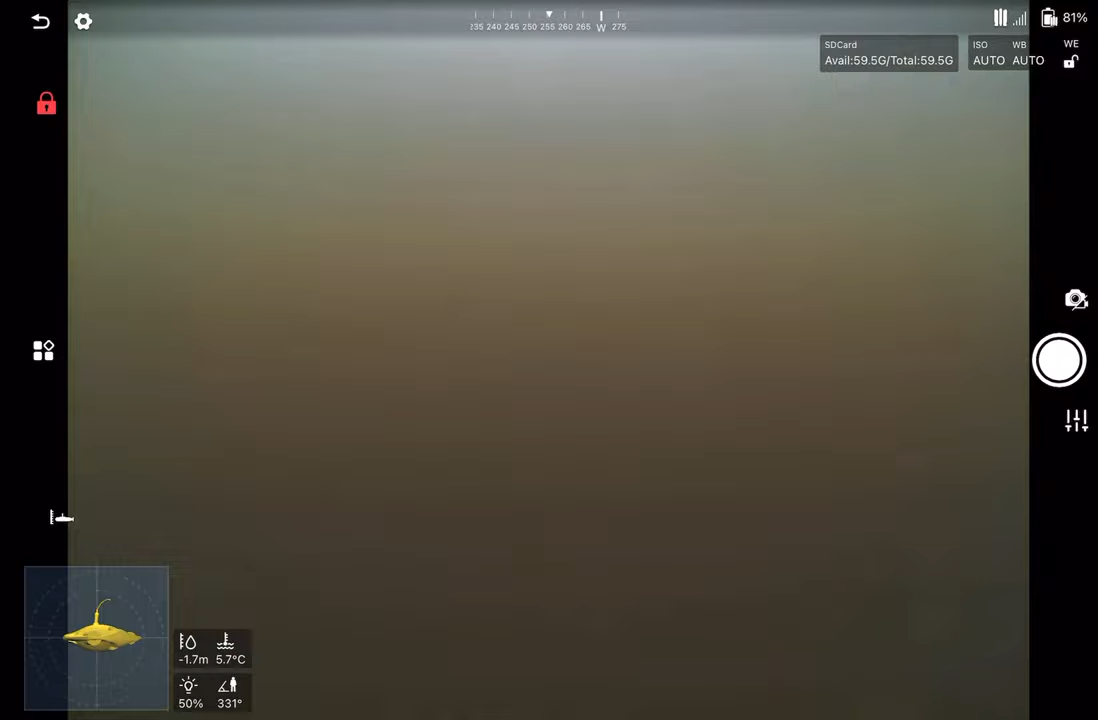 235 240 245 250 255 260 265 W 275
81%
SDCard
Avail:59.5G/Total:59.5G
ISO WB
AUTO AUTO
WE
-1.7m 5.7°C
50% 331°